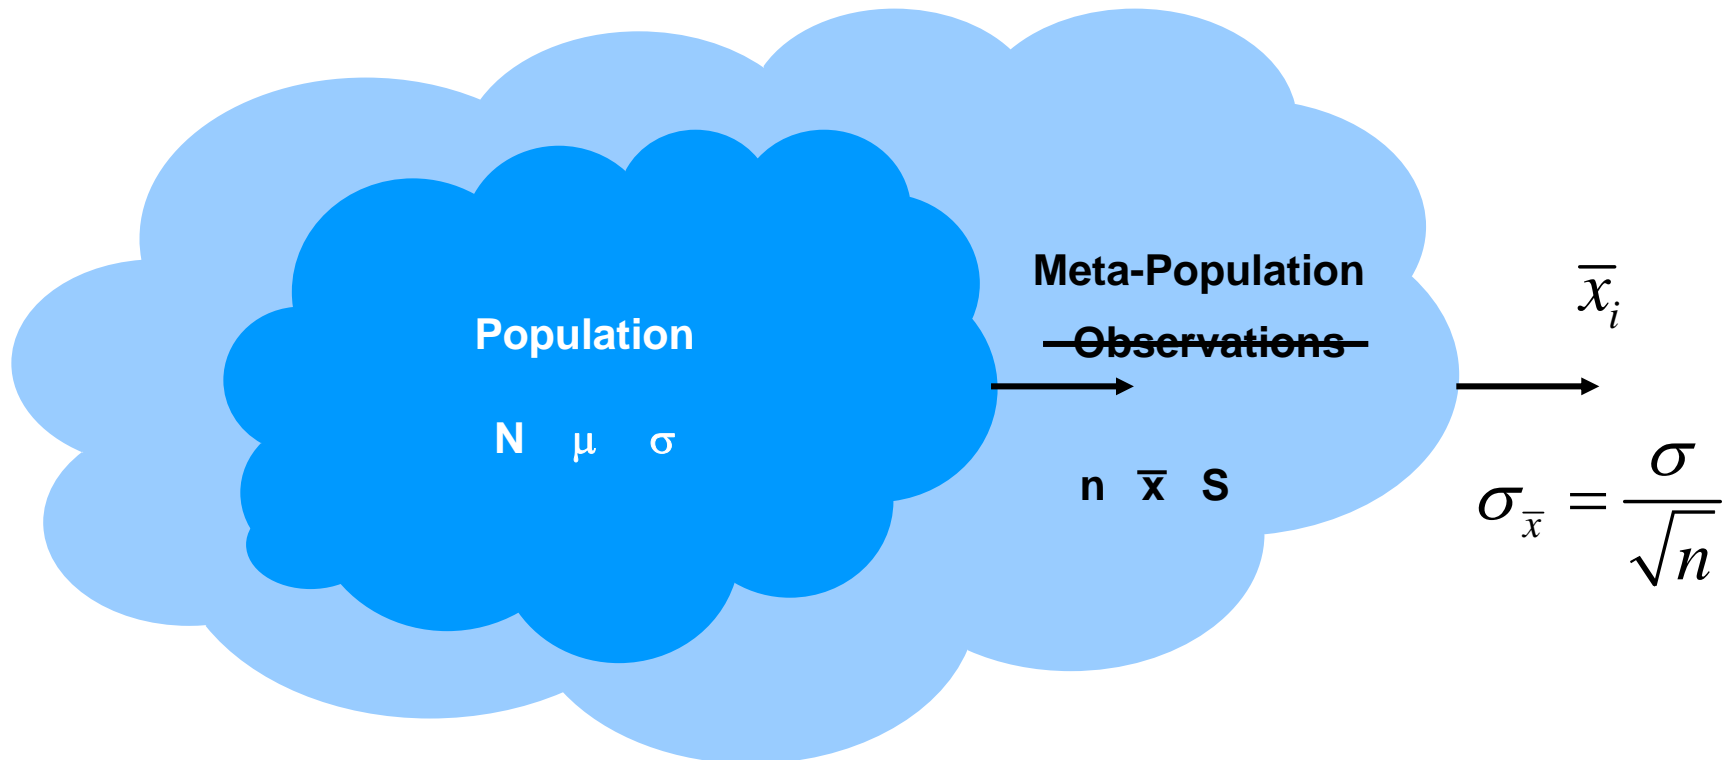 Population
N μ σ
Meta-Population
Observations
n x̅ S
x̅ᵢ
σ_x̅ = σ/√n